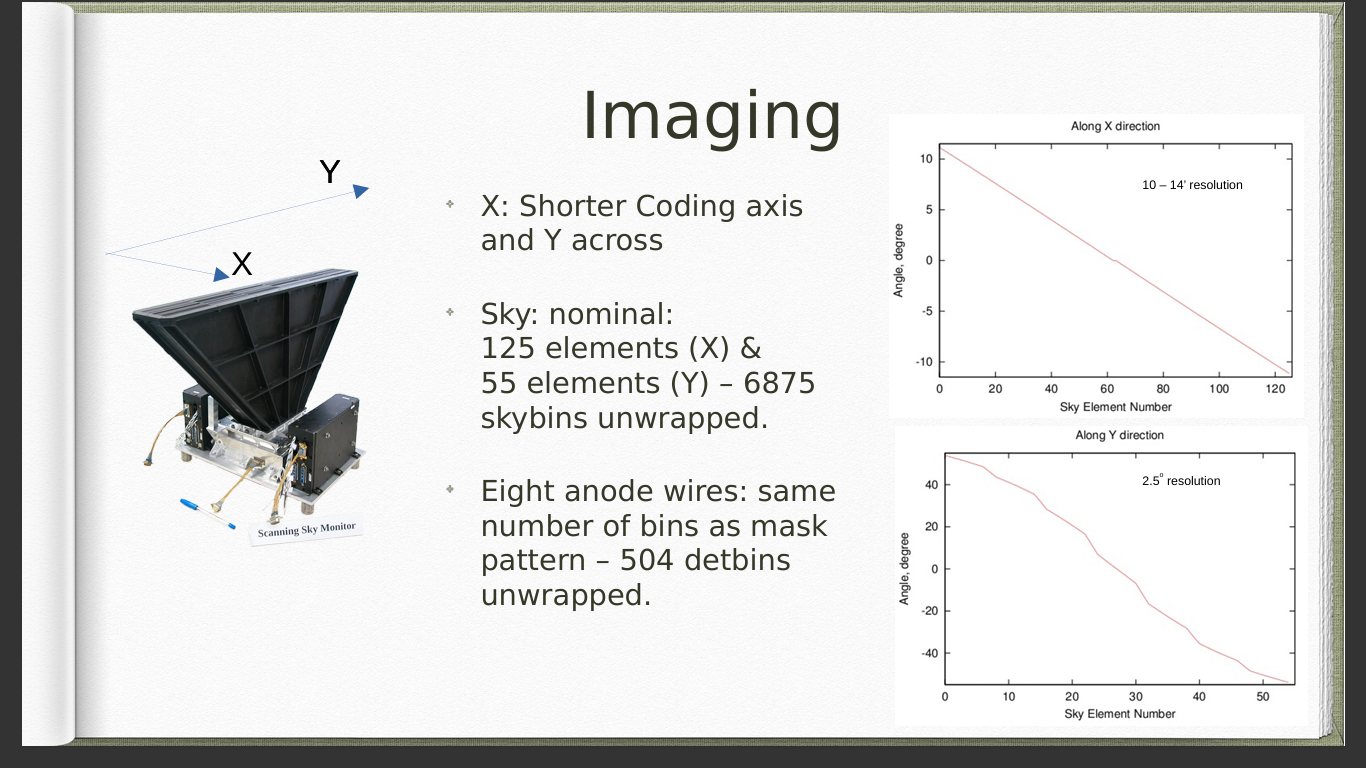 Imaging
Y
X
Scanning Sky Monitor
X: Shorter Coding axis
and Y across
Sky: nominal:
125 elements (X) &
55 elements (Y) – 6875
skybins unwrapped.
Eight anode wires: same
number of bins as mask
pattern – 504 detbins
unwrapped.
Along X direction
10 – 14' resolution
Angle, degree
10
5
0
-5
-10
0 20 40 60 80 100 120
Sky Element Number
Along Y direction
2.5° resolution
Angle, degree
40
20
0
-20
-40
0 10 20 30 40 50
Sky Element Number